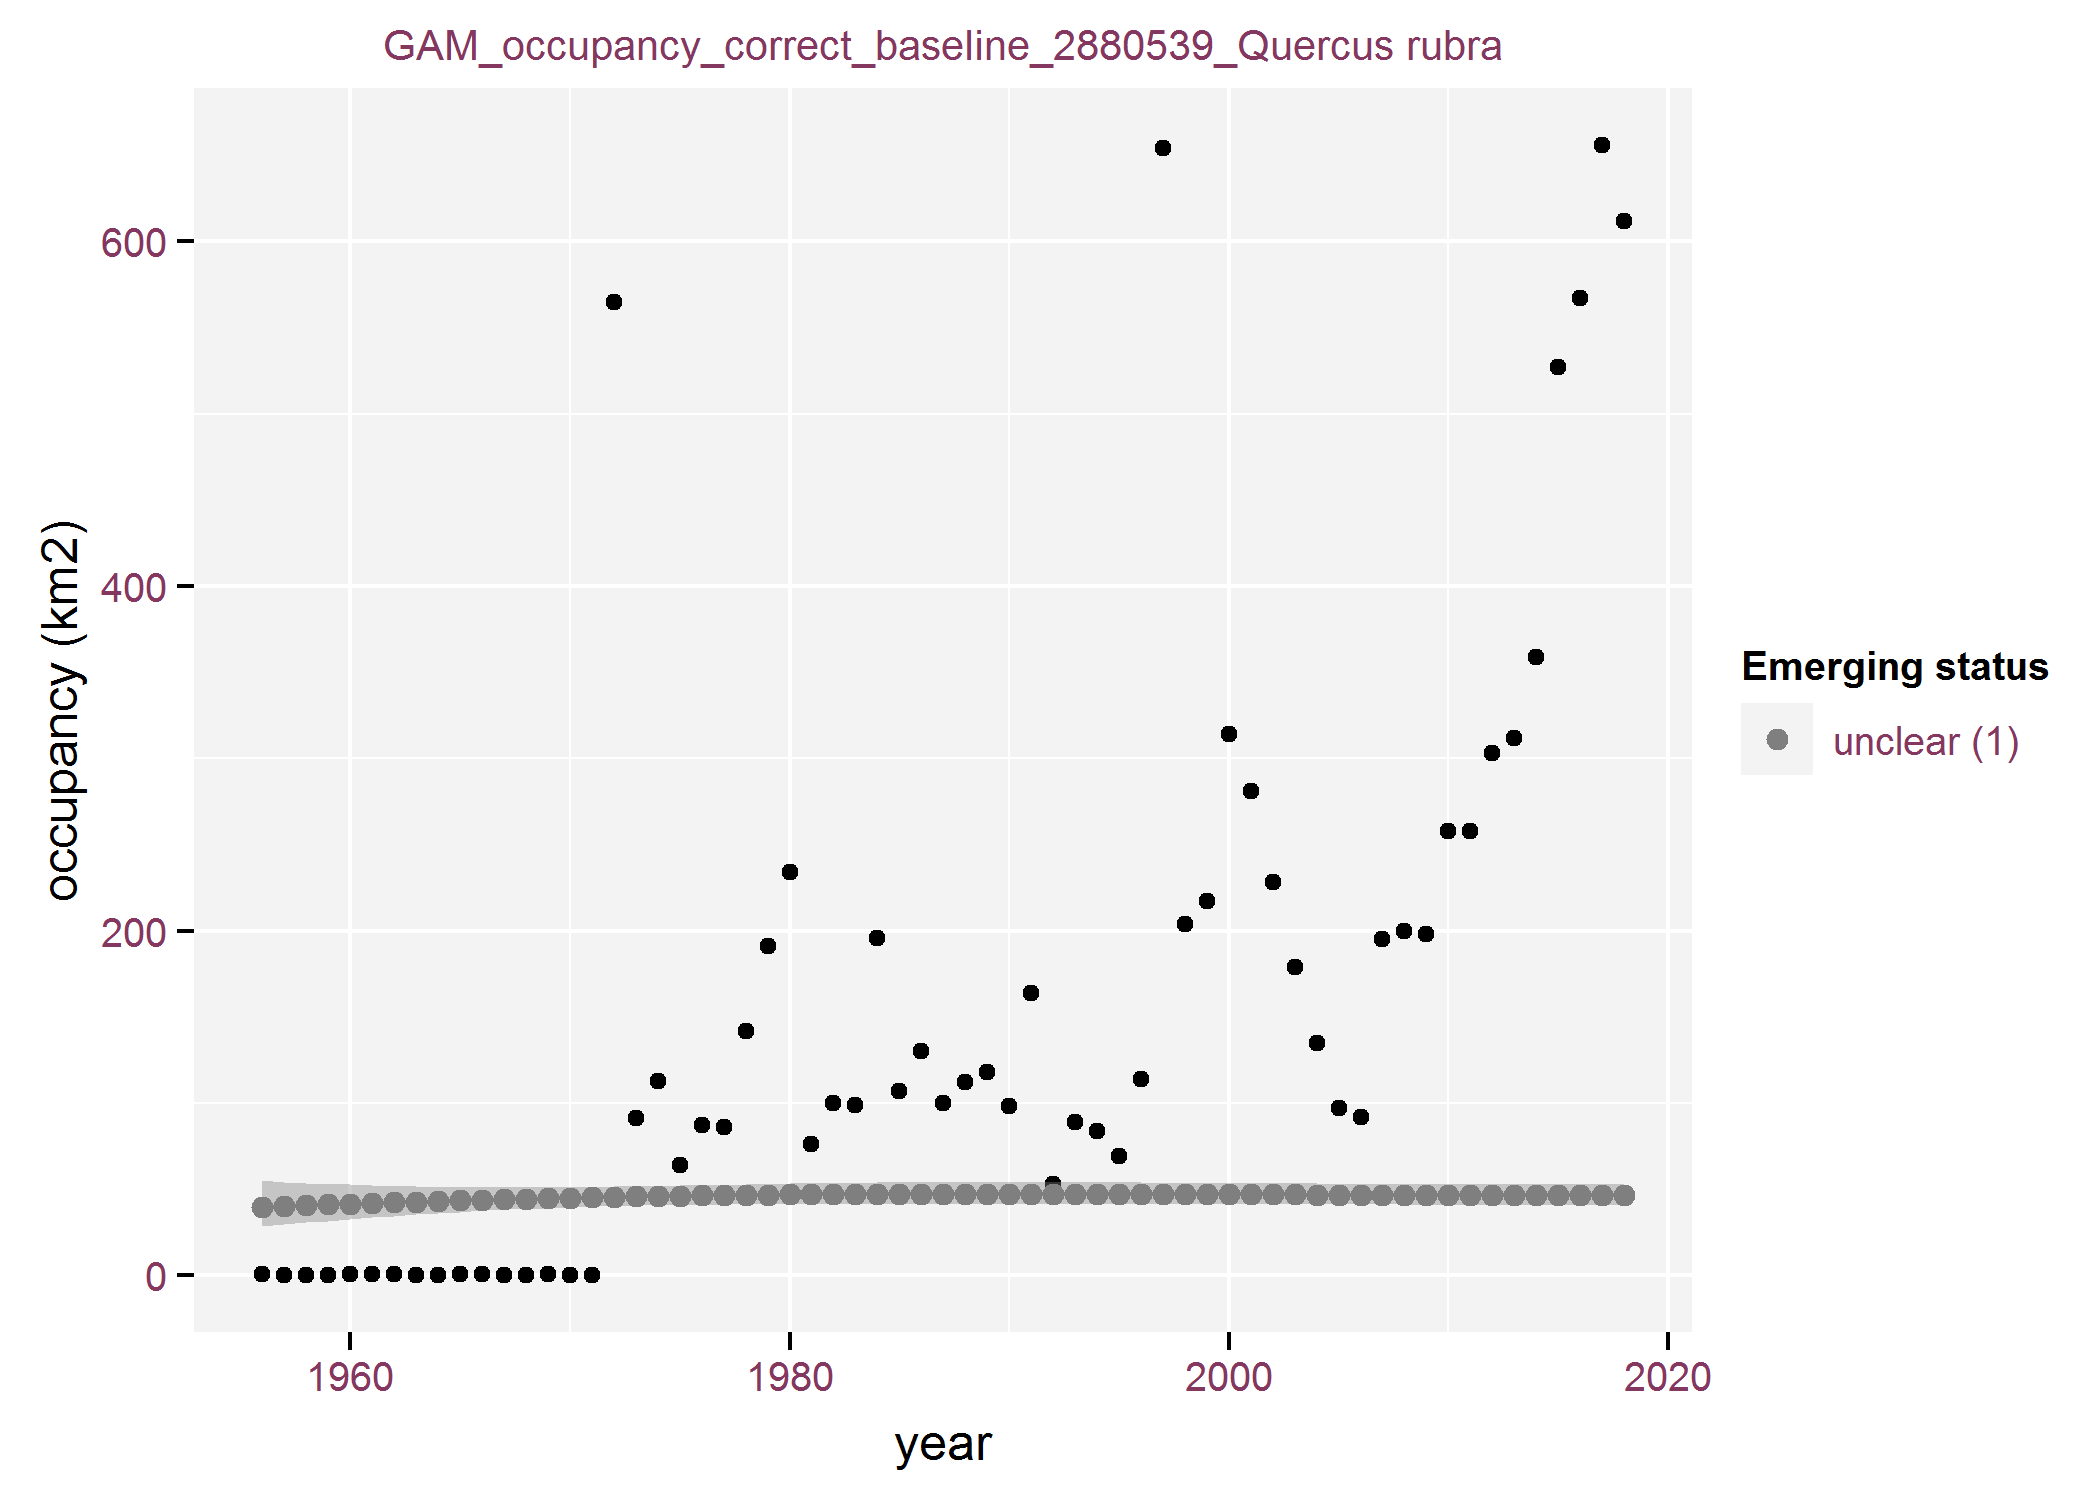 GAM_occupancy_correct_baseline_2880539_Quercus rubra
occupancy (km2)
600
400
200
0
1960 1980 2000 2020
year
Emerging status
unclear (1)